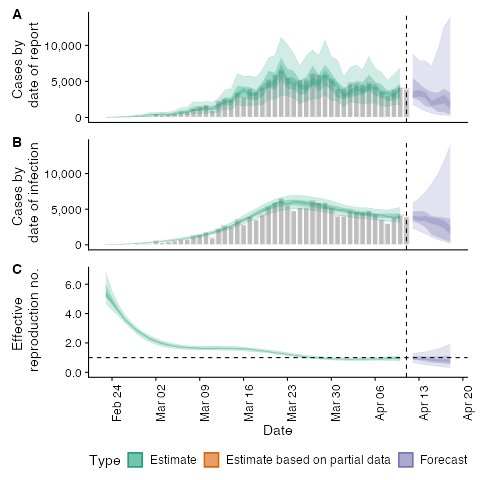 A
Cases by
date of report
10,000
5,000
0
B
Cases by
date of infection
10,000
5,000
0
C
Effective
reproduction no.
6.0
4.0
2.0
0.0
Feb 24
Mar 02
Mar 09
Mar 16
Mar 23
Mar 30
Apr 06
Apr 13
Apr 20
Date
Type Estimate Estimate based on partial data Forecast